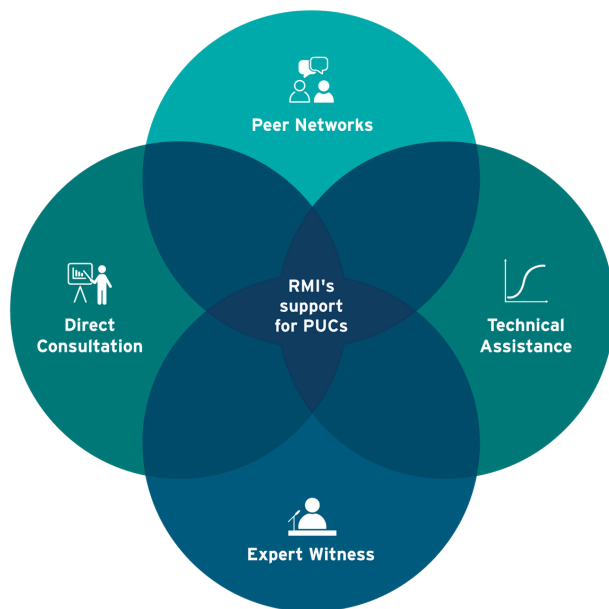 Peer Networks
Direct
Consultation
RMI's
support
for PUCs
Technical
Assistance
Expert Witness